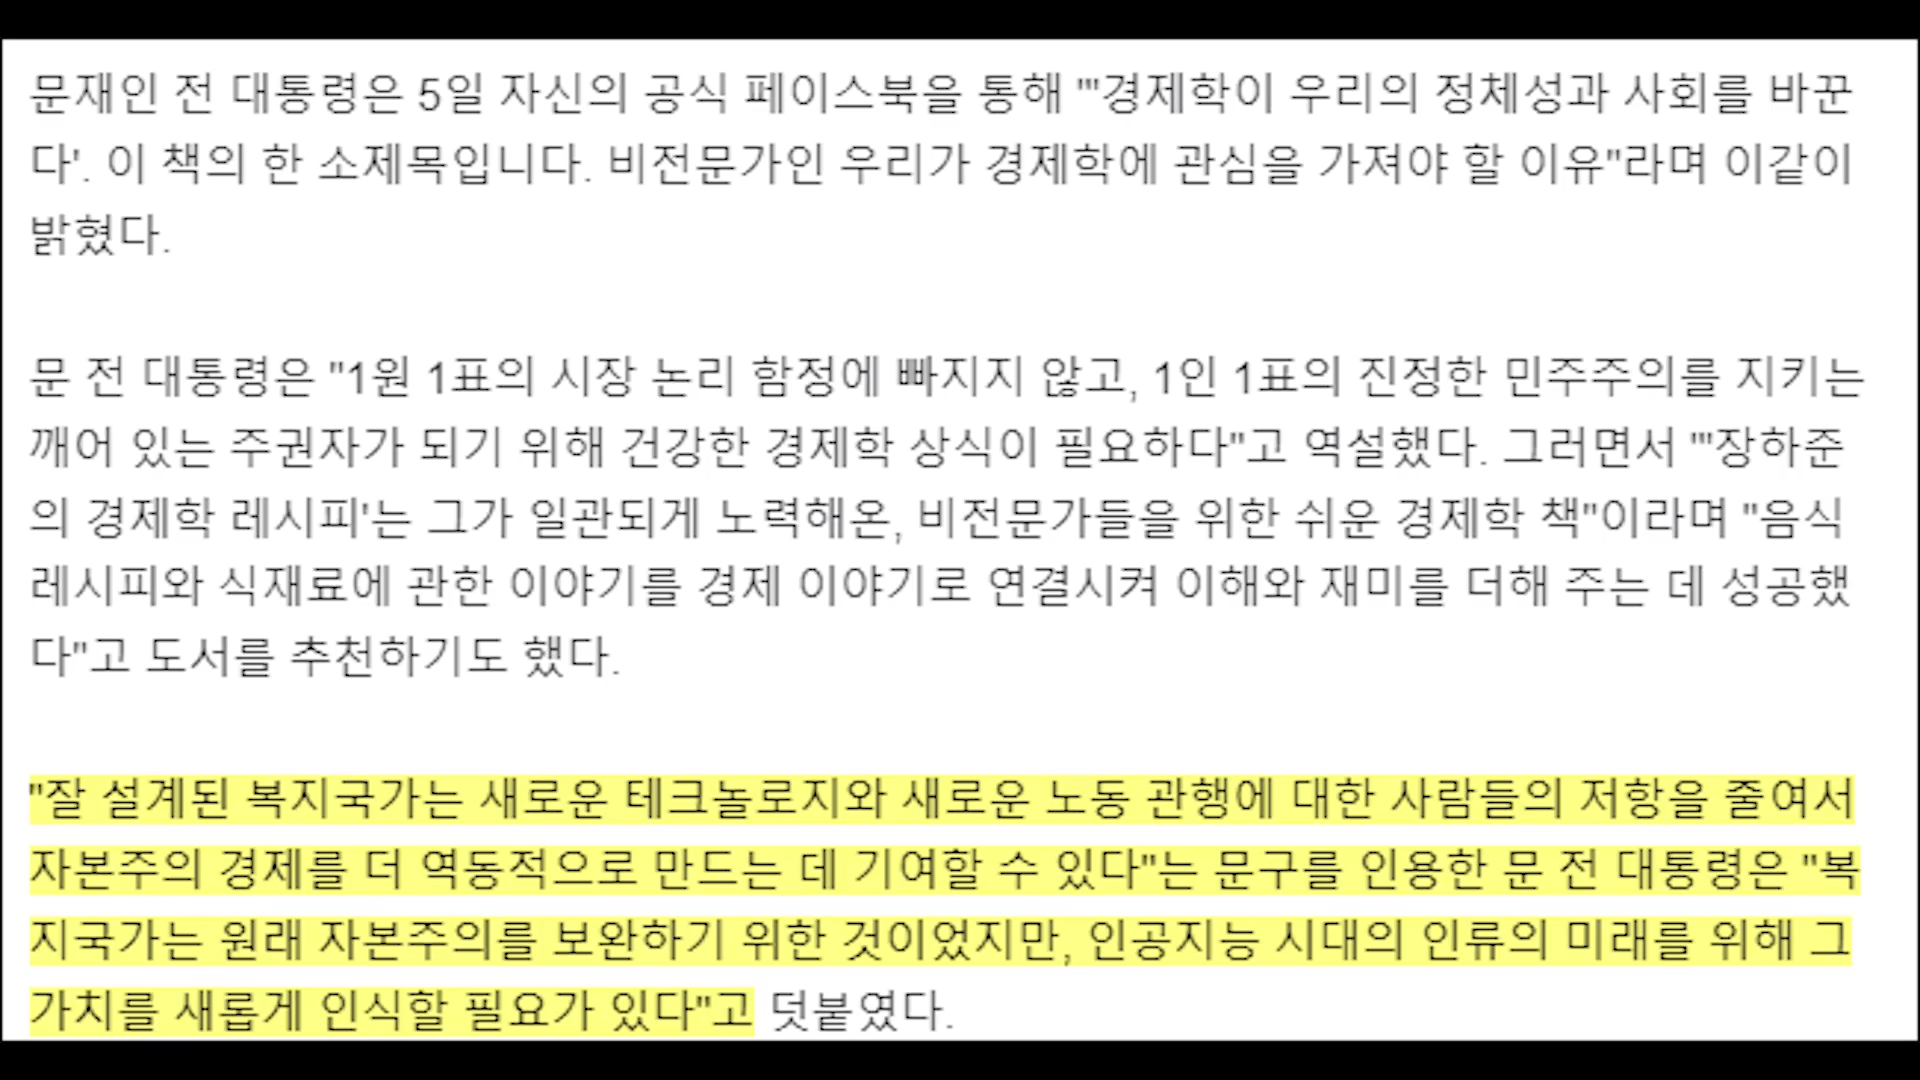 문재인 전 대통령은 5일 자신의 공식 페이스북을 통해 "'경제학이 우리의 정체성과 사회를 바꾼
다'. 이 책의 한 소제목입니다. 비전문가인 우리가 경제학에 관심을 가져야 할 이유"라며 이같이
밝혔다.
문 전 대통령은 "1원 1표의 시장 논리 함정에 빠지지 않고, 1인 1표의 진정한 민주주의를 지키는
깨어 있는 주권자가 되기 위해 건강한 경제학 상식이 필요하다"고 역설했다. 그러면서 "'장하준
의 경제학 레시피'는 그가 일관되게 노력해온, 비전문가들을 위한 쉬운 경제학 책"이라며 "음식
레시피와 식재료에 관한 이야기를 경제 이야기로 연결시켜 이해와 재미를 더해 주는 데 성공했
다"고 도서를 추천하기도 했다.
"잘 설계된 복지국가는 새로운 테크놀로지와 새로운 노동 관행에 대한 사람들의 저항을 줄여서
자본주의 경제를 더 역동적으로 만드는 데 기여할 수 있다"는 문구를 인용한 문 전 대통령은 "복
지국가는 원래 자본주의를 보완하기 위한 것이었지만, 인공지능 시대의 인류의 미래를 위해 그
가치를 새롭게 인식할 필요가 있다"고 덧붙였다.